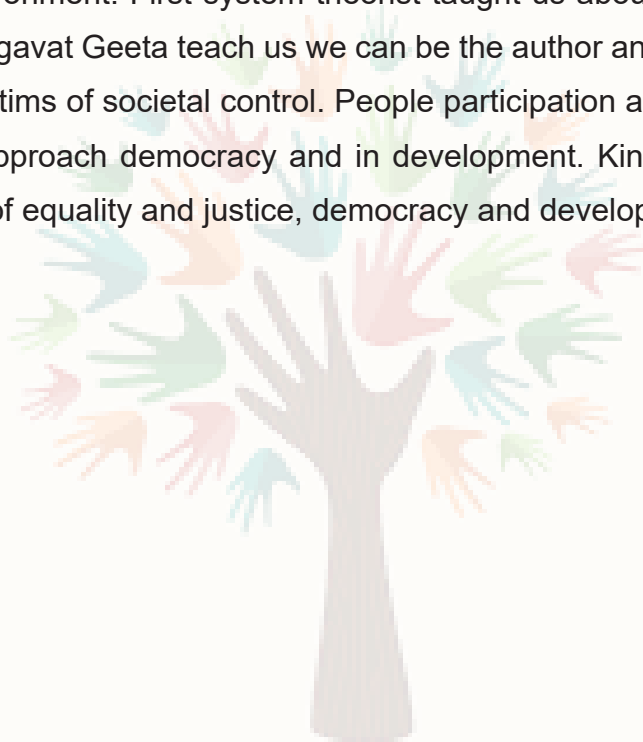 ronment. First system theorist taught us abou
gavat Geeta teach us we can be the author an
tims of societal control. People participation a
pproach democracy and in development. Kin
of equality and justice, democracy and develop